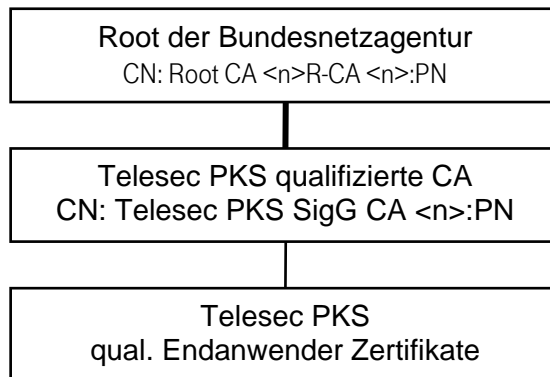 Root der Bundesnetzagentur
CN: Root CA <n>R-CA <n>:PN
Telesec PKS qualifizierte CA
CN: Telesec PKS SigG CA <n>:PN
Telesec PKS
qual. Endanwender Zertifikate